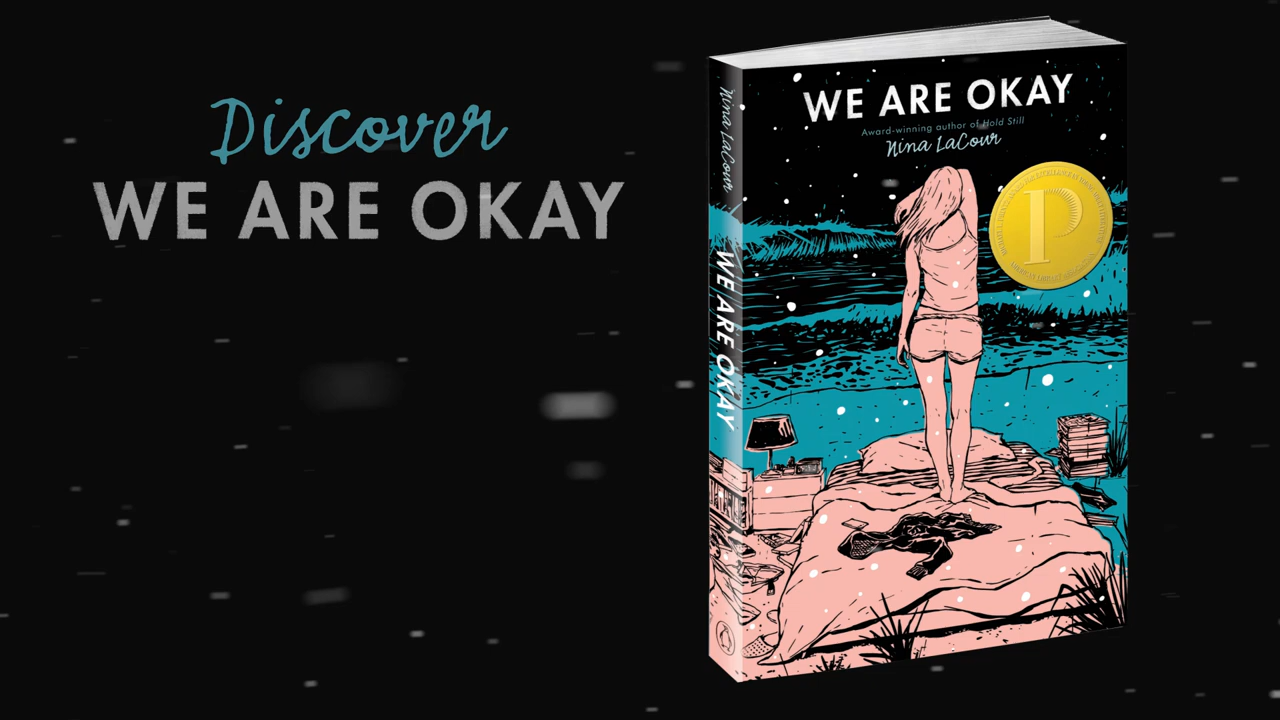 Discover
WE ARE OKAY
WE ARE OKAY
Award-winning author of Hold Still
Nina LaCour
P
Nina LaCour
WE ARE OKAY